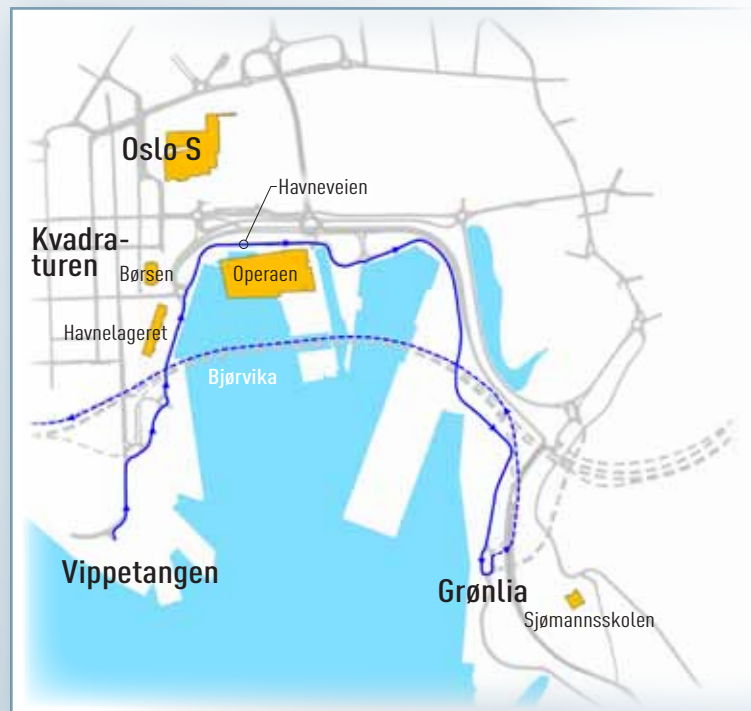 Oslo S
Havneveien
Kvadra-
turen
Børsen
Operaen
Havnelageret
Bjørvika
Vippetangen
Grønlia
Sjømannsskolen